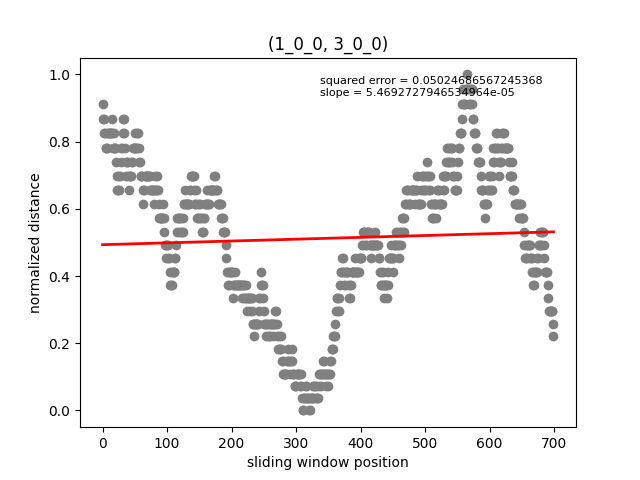 (1_0_0, 3_0_0)
squared error = 0.05024686567245368
slope = 5.4692727946534964e-05
normalized distance
1.0
0.8
0.6
0.4
0.2
0.0
0 100 200 300 400 500 600 700
sliding window position